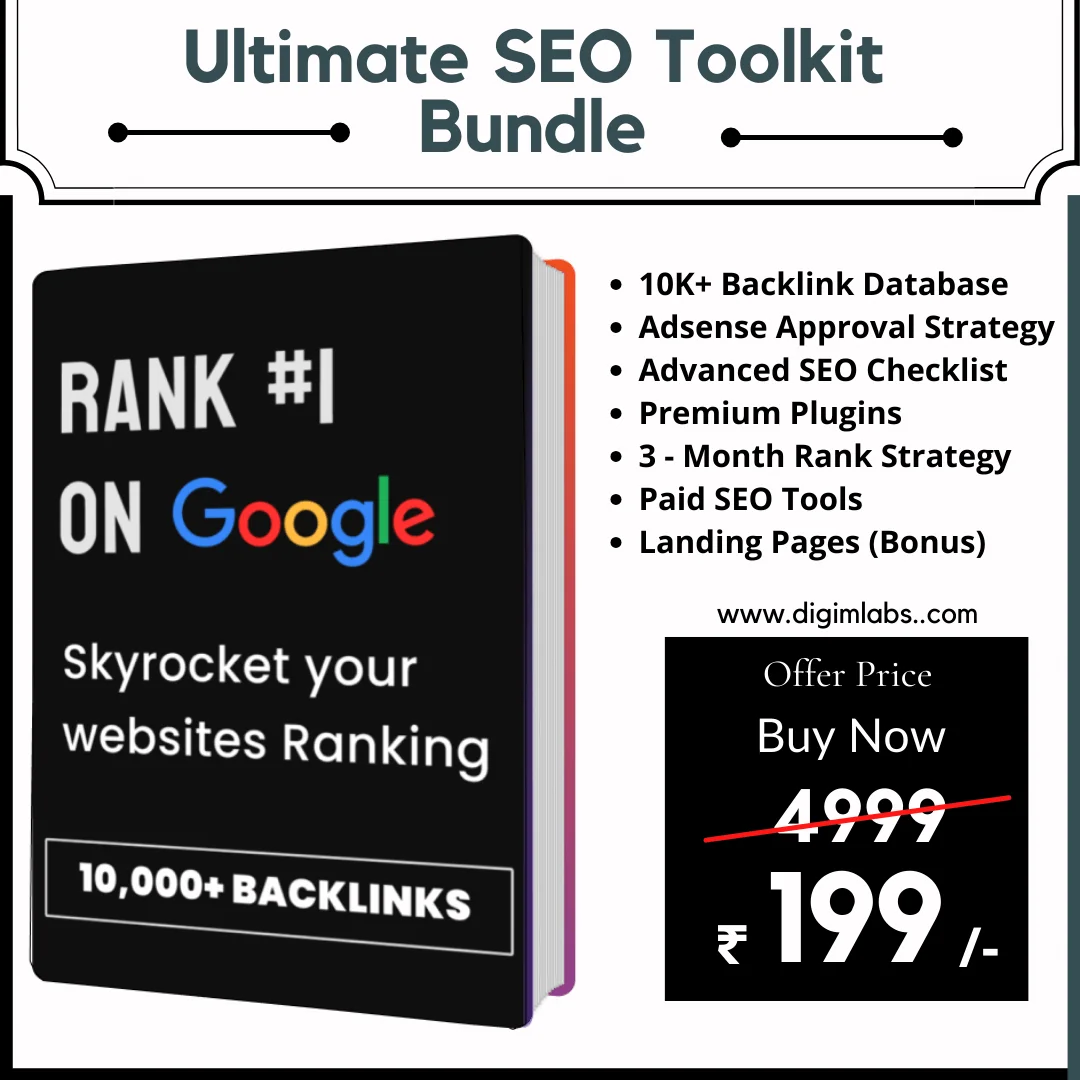 Ultimate SEO Toolkit
Bundle
RANK #1
ON Google
Skyrocket your
websites Ranking
10,000+ BACKLINKS
• 10K+ Backlink Database
• Adsense Approval Strategy
• Advanced SEO Checklist
• Premium Plugins
• 3 - Month Rank Strategy
• Paid SEO Tools
• Landing Pages (Bonus)
www.digimlabs..com
Offer Price
Buy Now
4999
₹ 199 /-